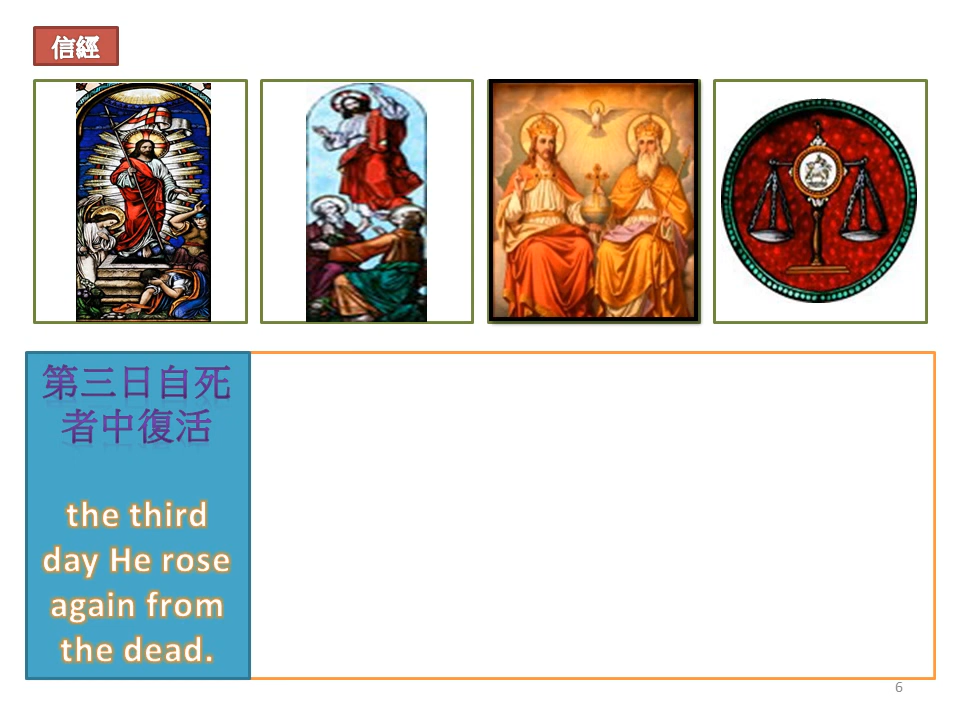 信經
第三日自死
者中復活
the third
day He rose
again from
the dead.
6